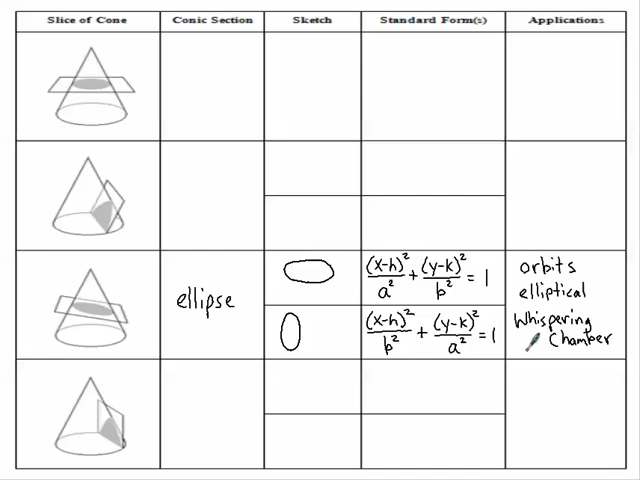 Slice of Cone Conic Section Sketch Standard Form(s) Applications
ellipse
(x-h)²/a² + (y-k)²/b² = 1
(x-h)²/b² + (y-k)²/a² = 1
orbits
elliptical
Whispering
Chamber